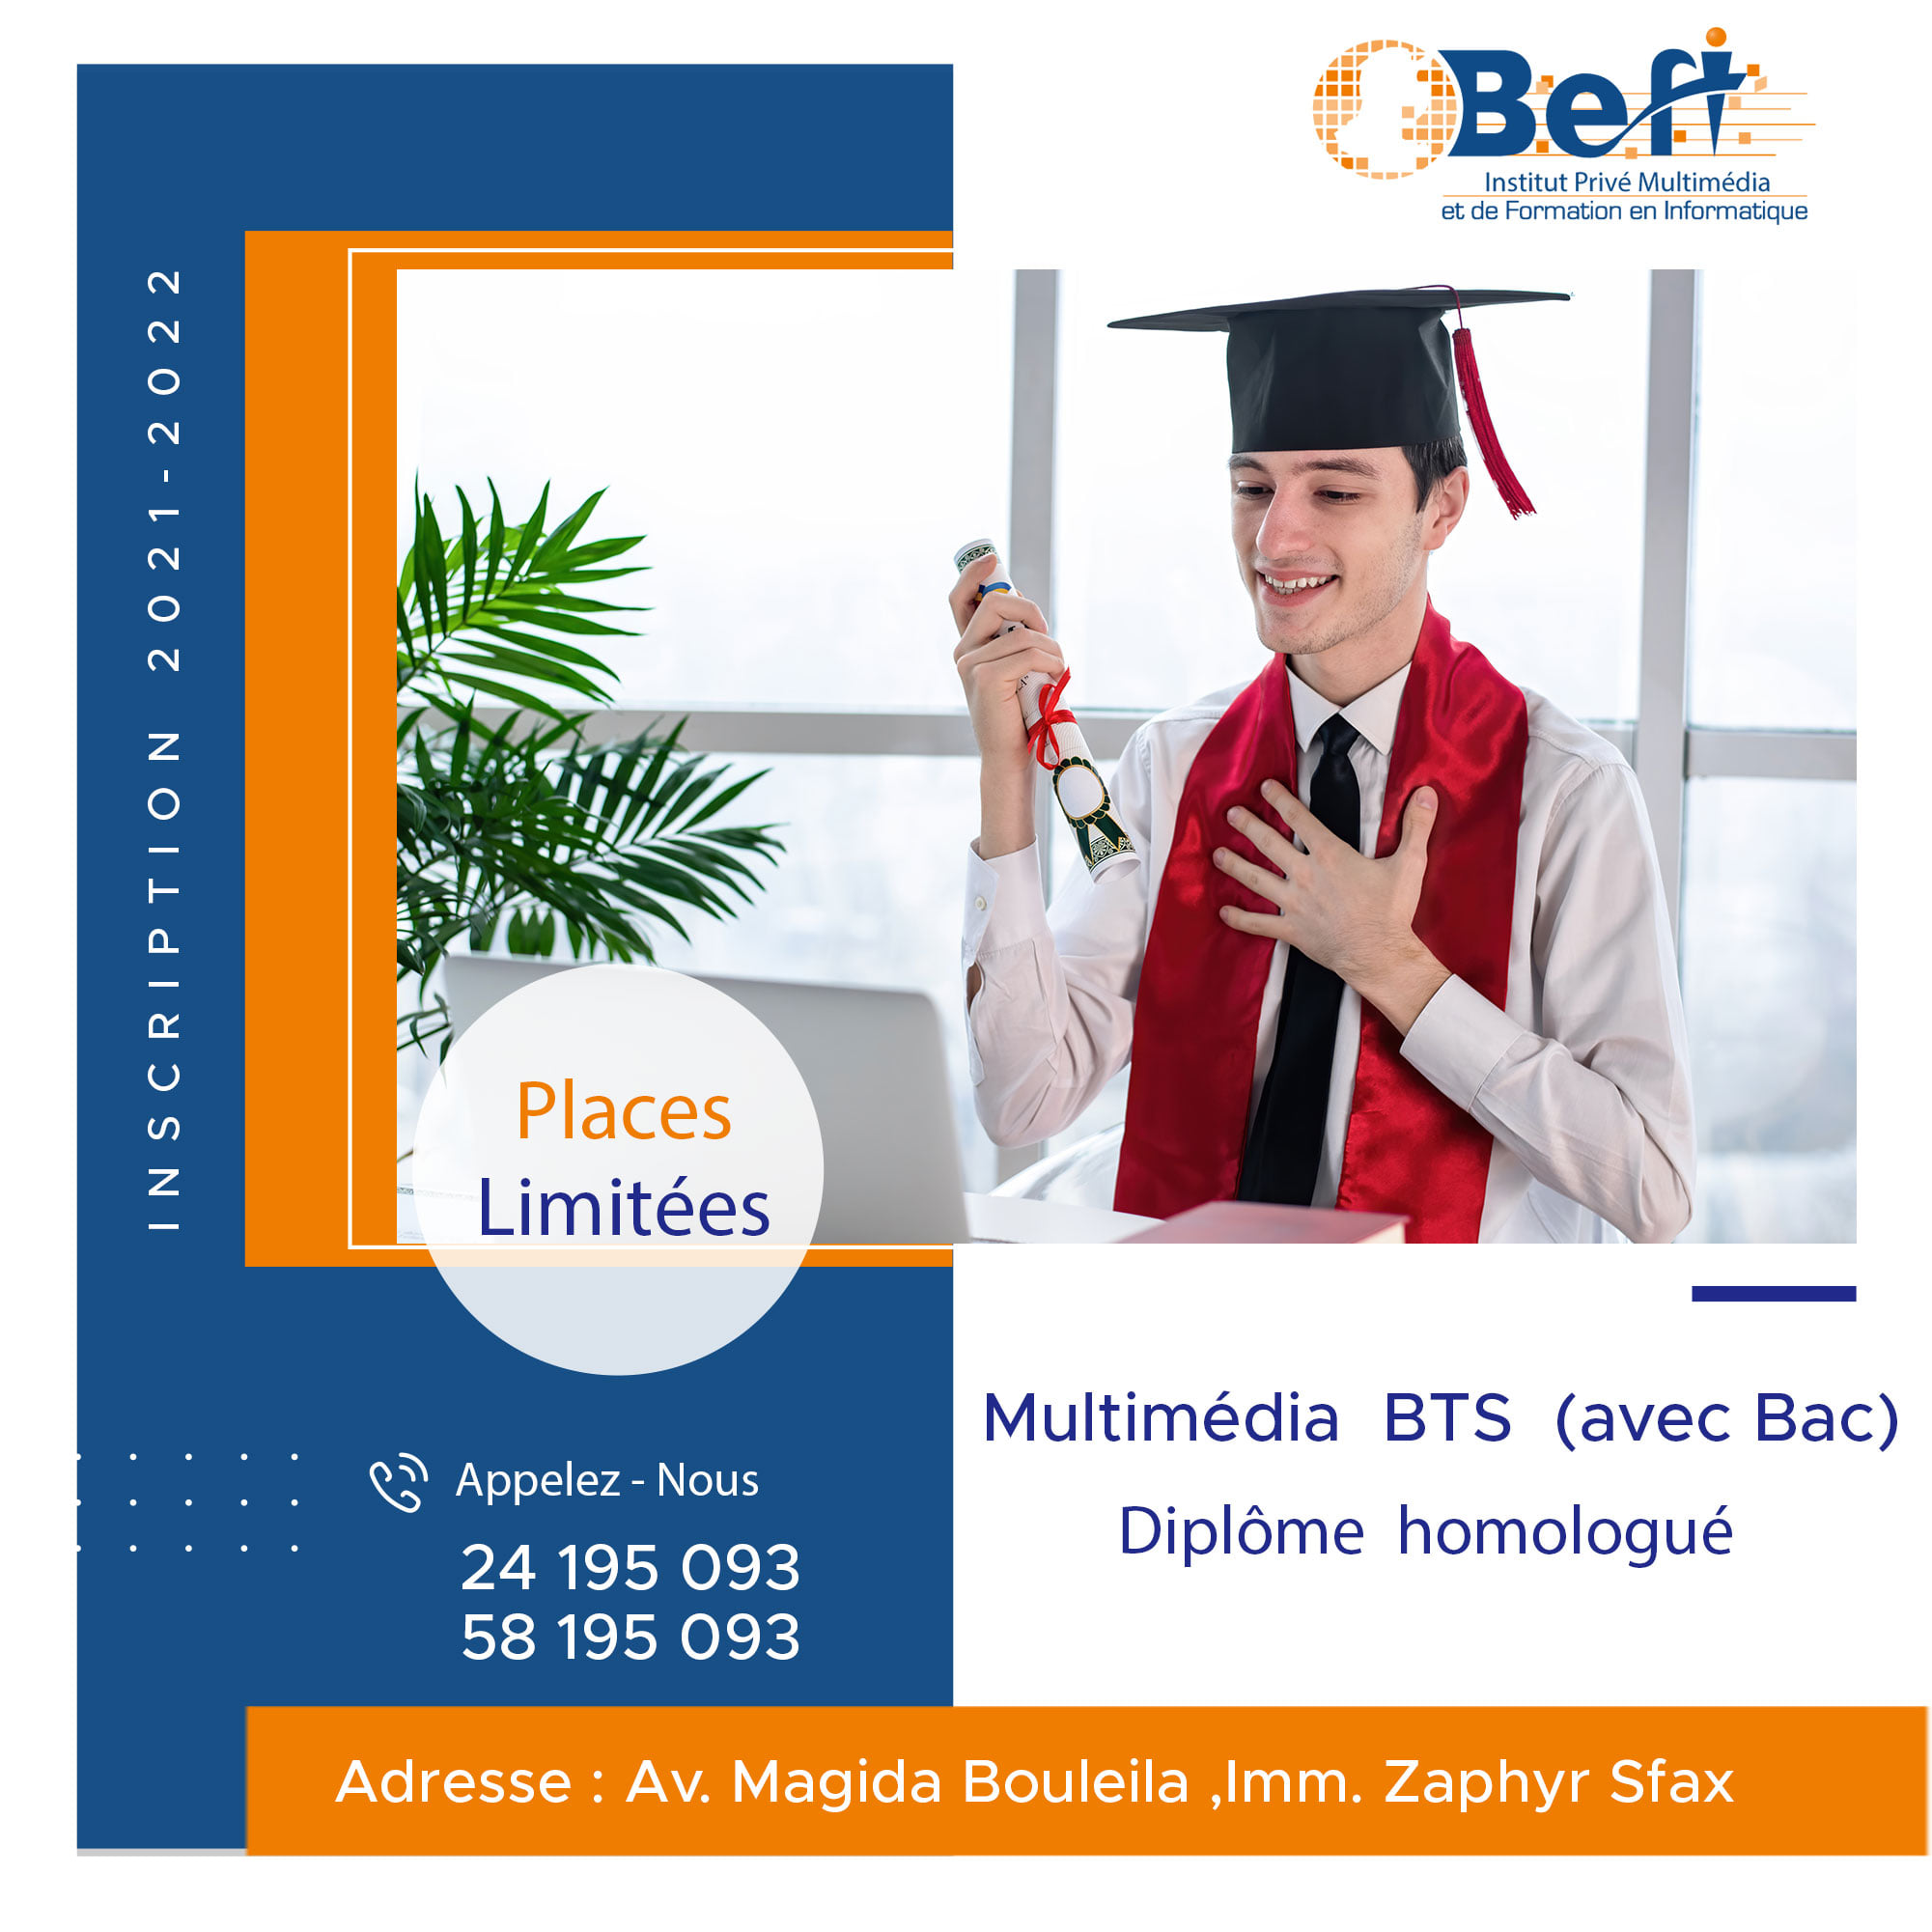 Befi
Institut Privé Multimédia
et de Formation en Informatique
INSCRIPTION 2021-2022
Places
Limitées
Multimédia BTS (avec Bac)
Diplôme homologué
Appelez - Nous
24 195 093
58 195 093
Adresse : Av. Magida Bouleila ,Imm. Zaphyr Sfax